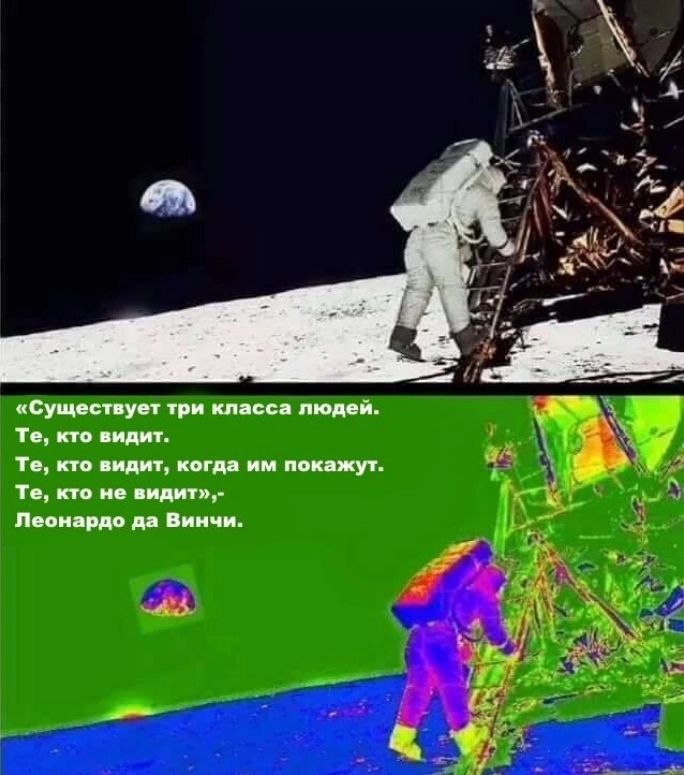 «Существует три класса людей.
Те, кто видит.
Те, кто видит, когда им покажут.
Те, кто не видит»,-
Леонардо да Винчи.